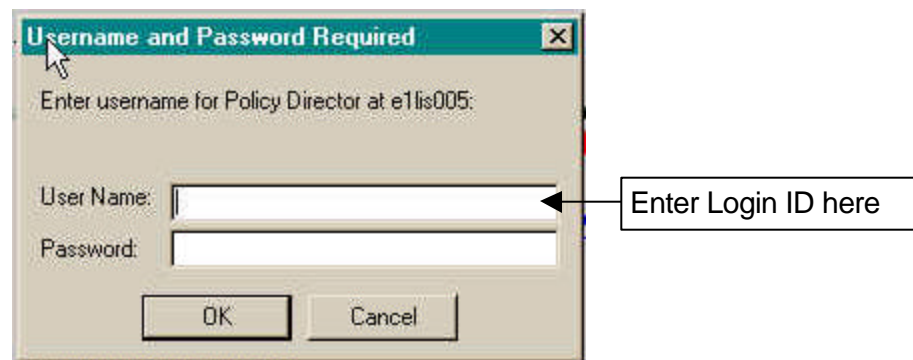 Username and Password Required
Enter username for Policy Director at e1lis005:
User Name:
Enter Login ID here
Password:
OK
Cancel